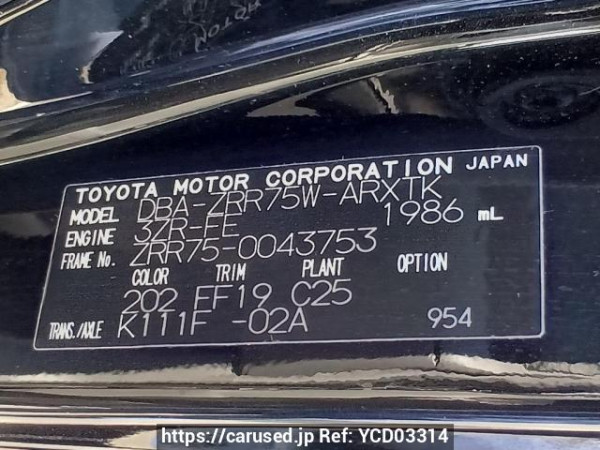 TOYOTA MOTOR CORPORATION JAPAN
MODEL DBA-ZRR75W-ARXTK
ENGINE 3ZR-FE 1986 mL
FRAME No. ZRR75-0043753
COLOR TRIM PLANT OPTION
202 FF19 C25
TRANS./AXLE K111F -02A 954
https://carused.jp Ref: YCD03314